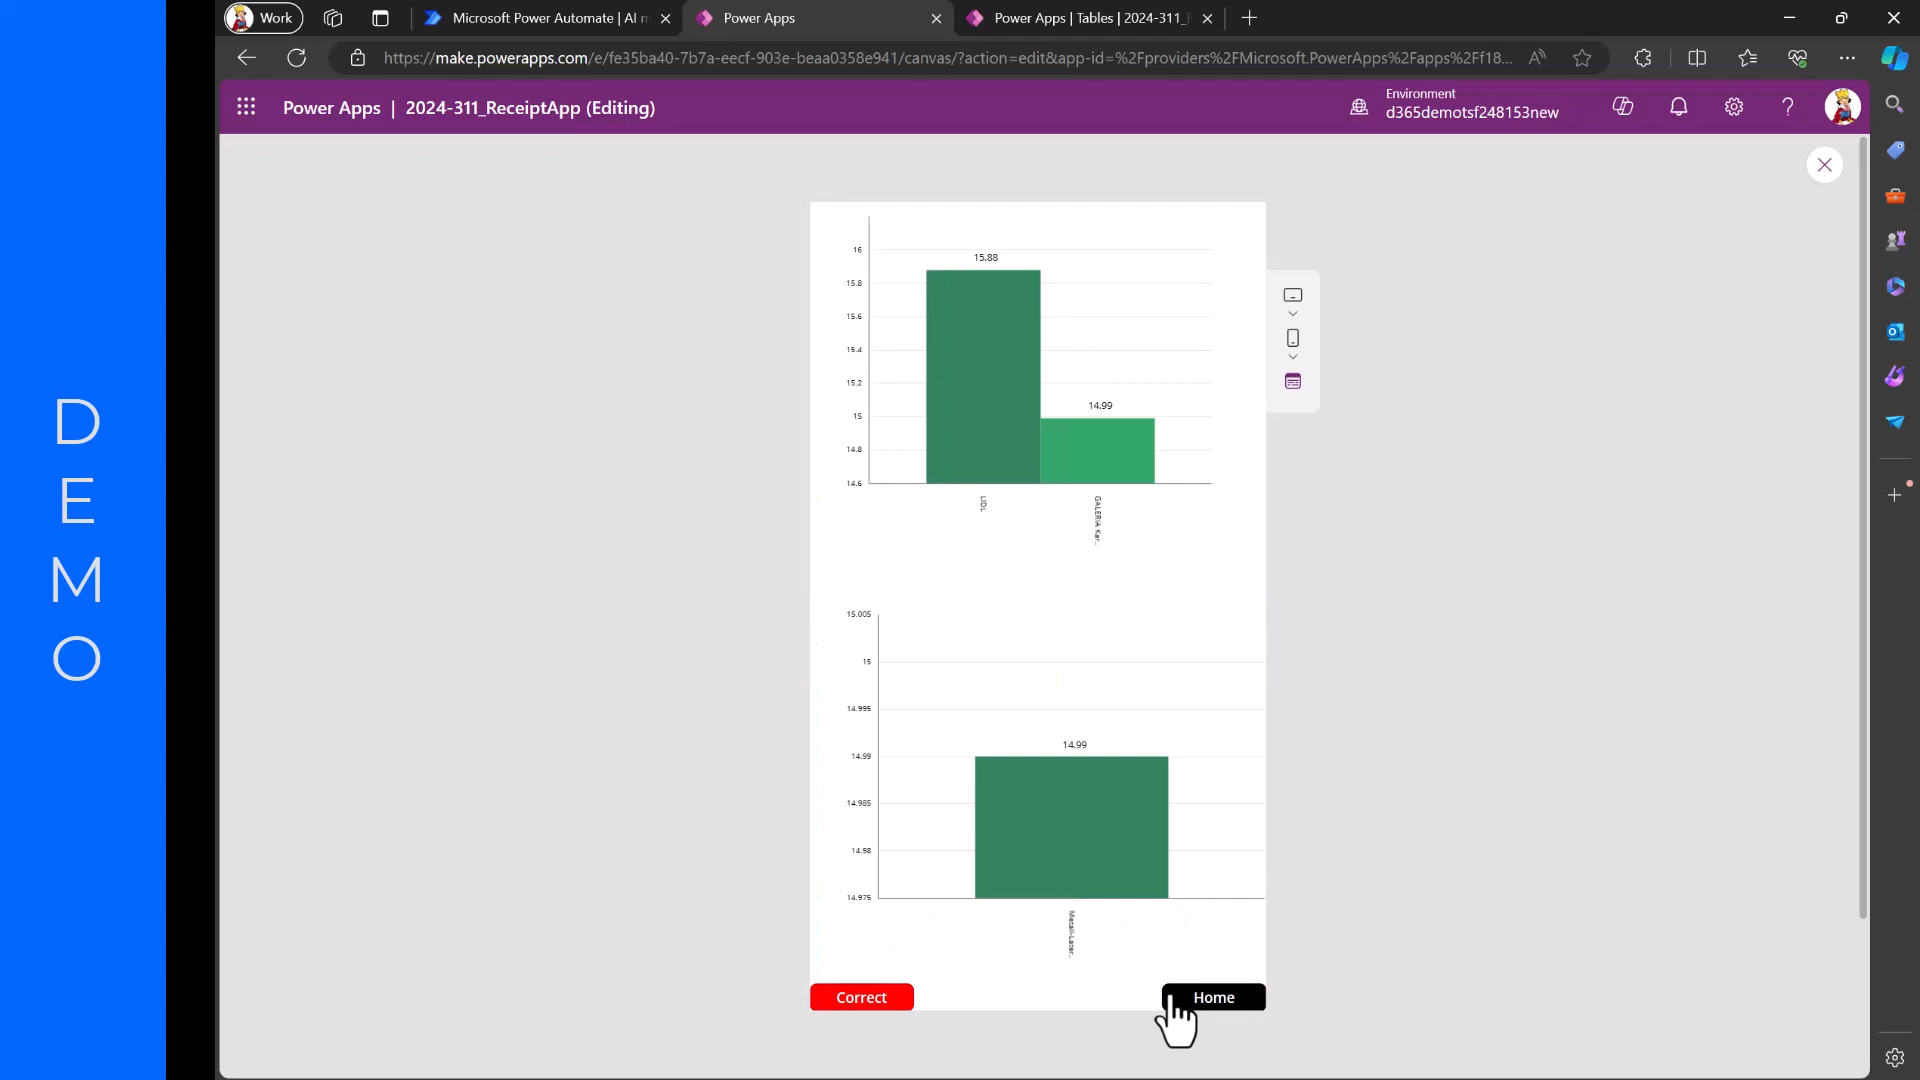 D
E
M
O
Work
Microsoft Power Automate | AI m
Power Apps
Power Apps | Tables | 2024-311_R
https://make.powerapps.com/e/fe35ba40-7b7a-eecf-903e-beaa0358e941/canvas/?action=edit&app-id=%2Fproviders%2FMicrosoft.PowerApps%2Fapps%2Ff18...
Power Apps | 2024-311_ReceiptApp (Editing)
Environment
d365demotsf248153new
16
15.8
15.6
15.4
15.2
15
14.8
14.6
15.88
14.99
LIDL
GALERIA Kar..
15.005
15
14.995
14.99
14.985
14.98
14.975
14.99
Metall-Later..
Correct
Home